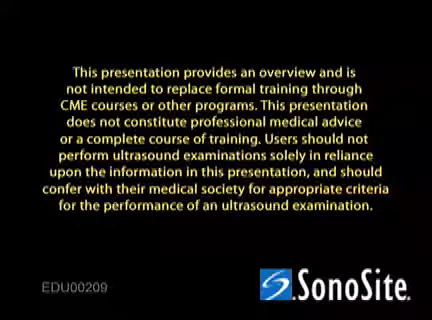 This presentation provides an overview and is
not intended to replace formal training through
CME courses or other programs. This presentation
does not constitute professional medical advice
or a complete course of training. Users should not
perform ultrasound examinations solely in reliance
upon the information in this presentation, and should
confer with their medical society for appropriate criteria
for the performance of an ultrasound examination.
EDU00209
SonoSite.